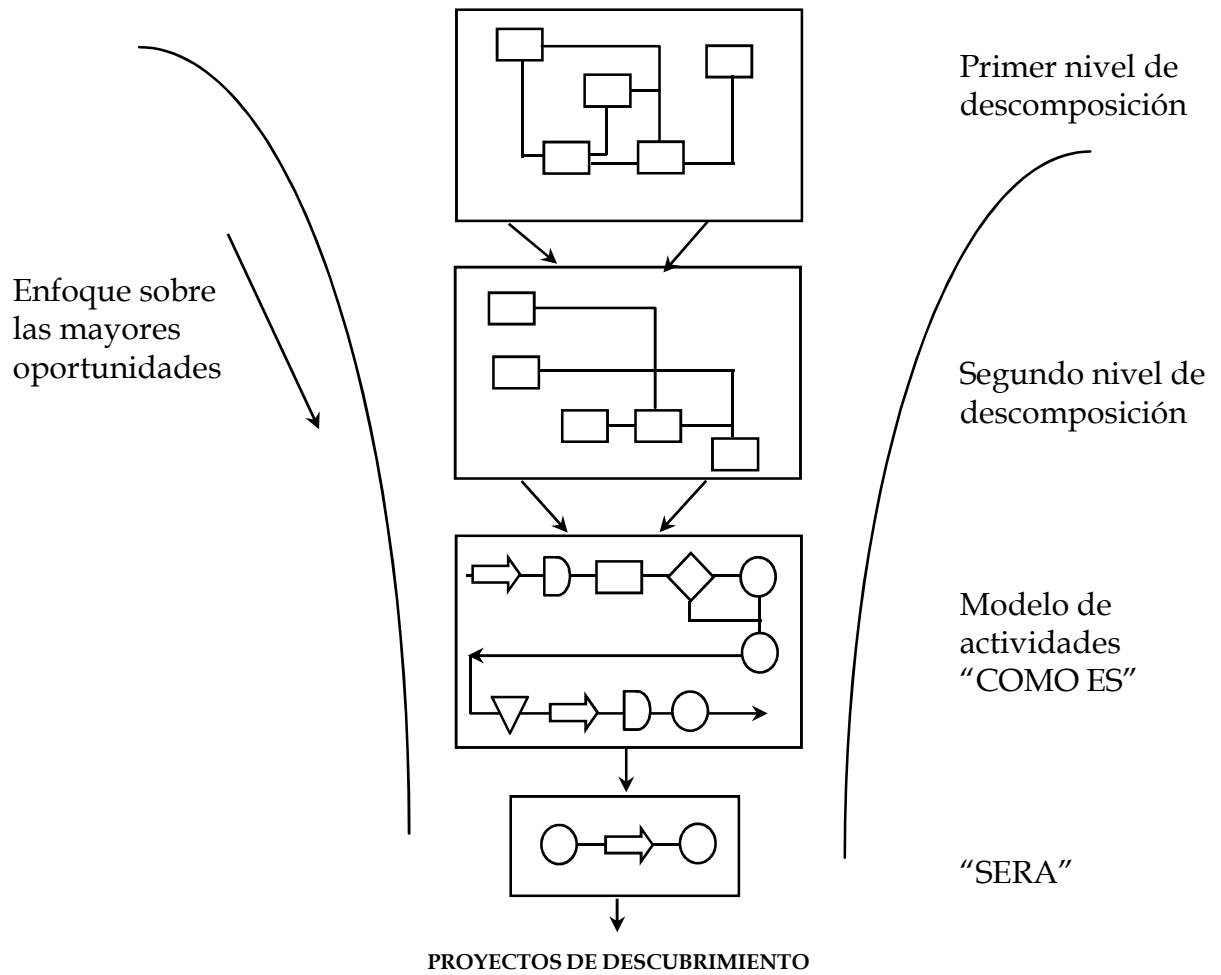 Primer nivel de
descomposición
Enfoque sobre
las mayores
oportunidades
Segundo nivel de
descomposición
Modelo de
actividades
“COMO ES”
“SERA”
PROYECTOS DE DESCUBRIMIENTO